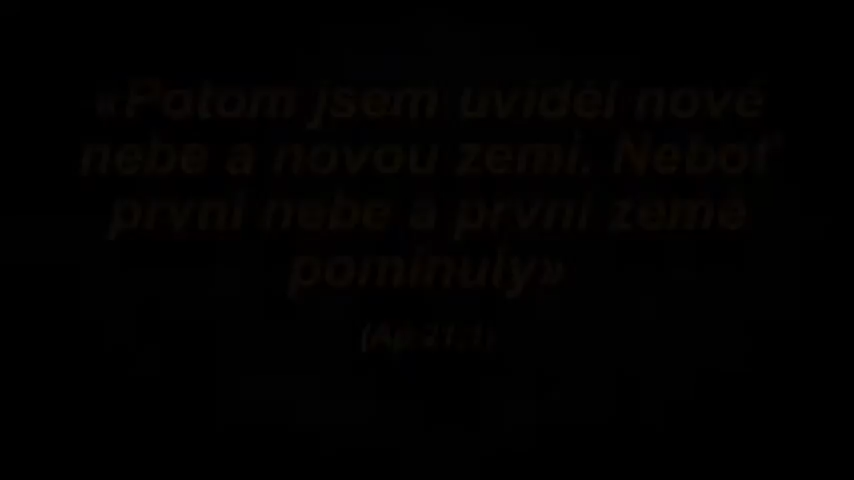 «Potom jsem uviděl nové
nebe a novou zemi. Neboť
první nebe a první země
pominuly»
(Ap 21,1)